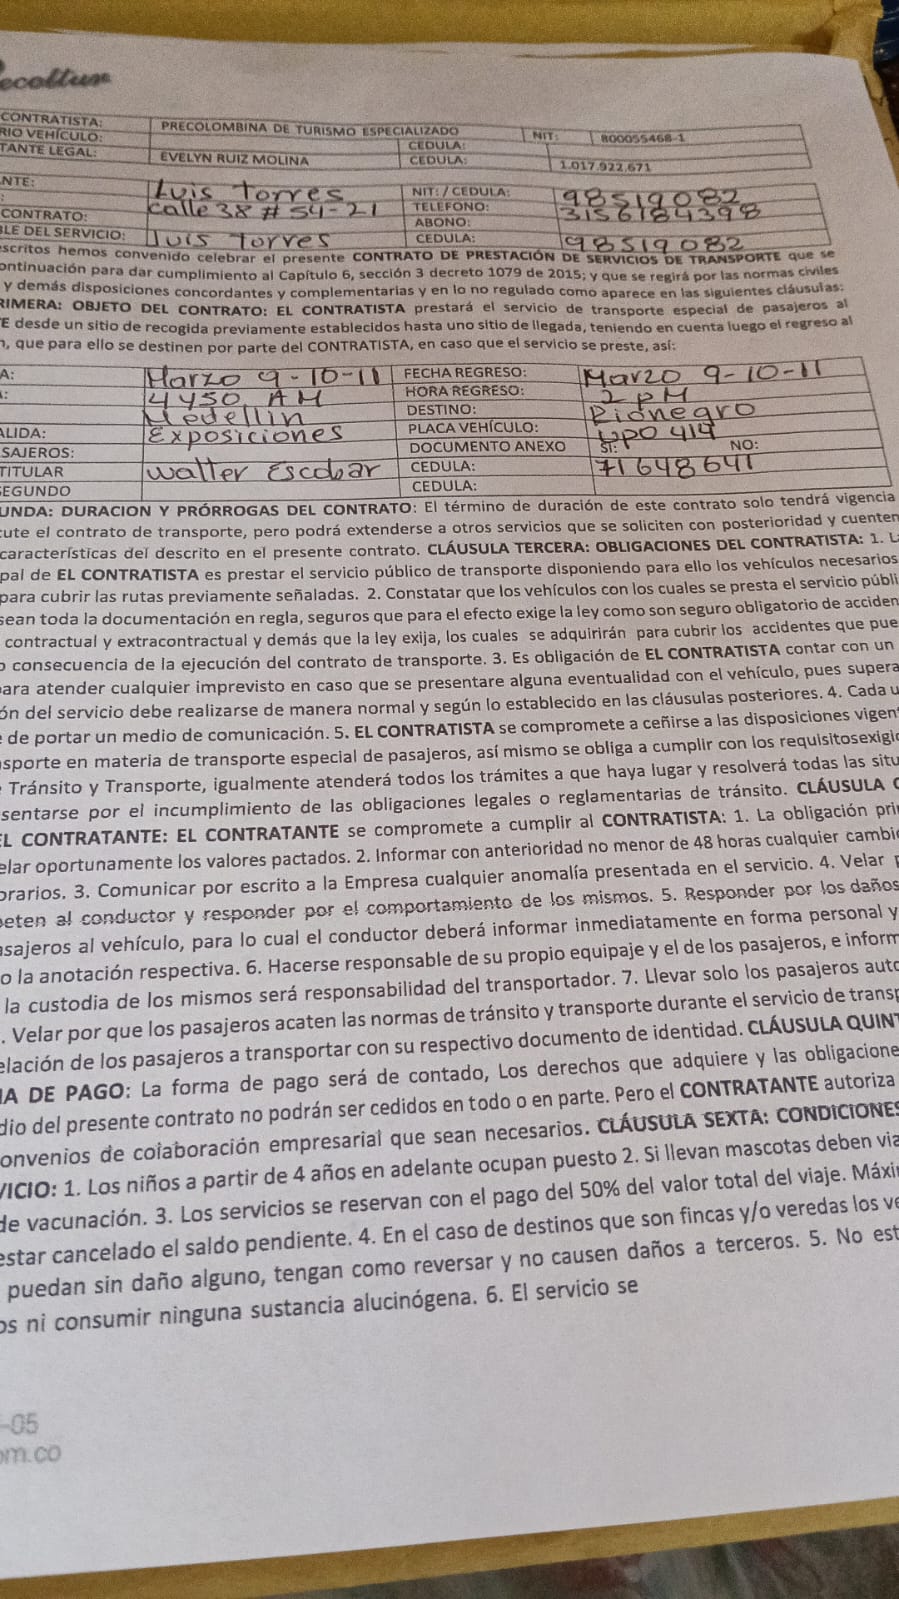 ecoltur
CONTRATISTA: PRECOLOMBINA DE TURISMO ESPECIALIZADO NIT: 800055468-1
RIO VEHÍCULO: CEDULA:
TANTE LEGAL: EVELYN RUIZ MOLINA CEDULA: 1.017.922.671
NTE: Luis Torres NIT: / CEDULA: 98519082
: calle 38 # 54-21 TELEFONO: 3156184398
CONTRATO: ABONO:
BLE DEL SERVICIO: luis torres CEDULA: 98519082
escritos hemos convenido celebrar el presente CONTRATO DE PRESTACIÓN DE SERVICIOS DE TRANSPORTE que se
ontinuación para dar cumplimiento al Capítulo 6, sección 3 decreto 1079 de 2015; y que se regirá por las normas civiles
y demás disposiciones concordantes y complementarias y en lo no regulado como aparece en las siguientes cláusulas:
RIMERA: OBJETO DEL CONTRATO: EL CONTRATISTA prestará el servicio de transporte especial de pasajeros al
TE desde un sitio de recogida previamente establecidos hasta uno sitio de llegada, teniendo en cuenta luego el regreso al
n, que para ello se destinen por parte del CONTRATISTA, en caso que el servicio se preste, así:
A: Marzo 9-10-11 FECHA REGRESO: Marzo 9-10-11
: 4y50 AM HORA REGRESO: 2 PM
Medellin DESTINO: Rionegro
ALIDA: Exposiciones PLACA VEHÍCULO: UPO 414
SAJEROS: DOCUMENTO ANEXO SI: NO:
TITULAR Walter Escobar CEDULA: 71648641
SEGUNDO CEDULA:
UNDA: DURACION Y PRÓRROGAS DEL CONTRATO: El término de duración de este contrato solo tendrá vigencia
cute el contrato de transporte, pero podrá extenderse a otros servicios que se soliciten con posterioridad y cuenten
características del descrito en el presente contrato. CLÁUSULA TERCERA: OBLIGACIONES DEL CONTRATISTA: 1. L
pal de EL CONTRATISTA es prestar el servicio público de transporte disponiendo para ello los vehículos necesarios
para cubrir las rutas previamente señaladas. 2. Constatar que los vehículos con los cuales se presta el servicio públi
sean toda la documentación en regla, seguros que para el efecto exige la ley como son seguro obligatorio de acciden
contractual y extracontractual y demás que la ley exija, los cuales se adquirirán para cubrir los accidentes que pue
o consecuencia de la ejecución del contrato de transporte. 3. Es obligación de EL CONTRATISTA contar con un
para atender cualquier imprevisto en caso que se presentare alguna eventualidad con el vehículo, pues supera
ón del servicio debe realizarse de manera normal y según lo establecido en las cláusulas posteriores. 4. Cada u
e de portar un medio de comunicación. 5. EL CONTRATISTA se compromete a ceñirse a las disposiciones vigent
nsporte en materia de transporte especial de pasajeros, así mismo se obliga a cumplir con los requisitosexigid
Tránsito y Transporte, igualmente atenderá todos los trámites a que haya lugar y resolverá todas las situ
esentarse por el incumplimiento de las obligaciones legales o reglamentarias de tránsito. CLÁUSULA C
EL CONTRATANTE: EL CONTRATANTE se compromete a cumplir al CONTRATISTA: 1. La obligación prin
elar oportunamente los valores pactados. 2. Informar con anterioridad no menor de 48 horas cualquier cambio
orarios. 3. Comunicar por escrito a la Empresa cualquier anomalía presentada en el servicio. 4. Velar p
peten al conductor y responder por el comportamiento de los mismos. 5. Responder por los daños
asajeros al vehículo, para lo cual el conductor deberá informar inmediatamente en forma personal y
o la anotación respectiva. 6. Hacerse responsable de su propio equipaje y el de los pasajeros, e inform
la custodia de los mismos será responsabilidad del transportador. 7. Llevar solo los pasajeros auto
. Velar por que los pasajeros acaten las normas de tránsito y transporte durante el servicio de transp
elación de los pasajeros a transportar con su respectivo documento de identidad. CLÁUSULA QUINT
MA DE PAGO: La forma de pago será de contado, Los derechos que adquiere y las obligacione
dio del presente contrato no podrán ser cedidos en todo o en parte. Pero el CONTRATANTE autoriza
onvenios de colaboración empresarial que sean necesarios. CLÁUSULA SEXTA: CONDICIONES
VICIO: 1. Los niños a partir de 4 años en adelante ocupan puesto 2. Si llevan mascotas deben via
de vacunación. 3. Los servicios se reservan con el pago del 50% del valor total del viaje. Máxi
estar cancelado el saldo pendiente. 4. En el caso de destinos que son fincas y/o veredas los ve
puedan sin daño alguno, tengan como reversar y no causen daños a terceros. 5. No est
os ni consumir ninguna sustancia alucinógena. 6. El servicio se
-05
om.co